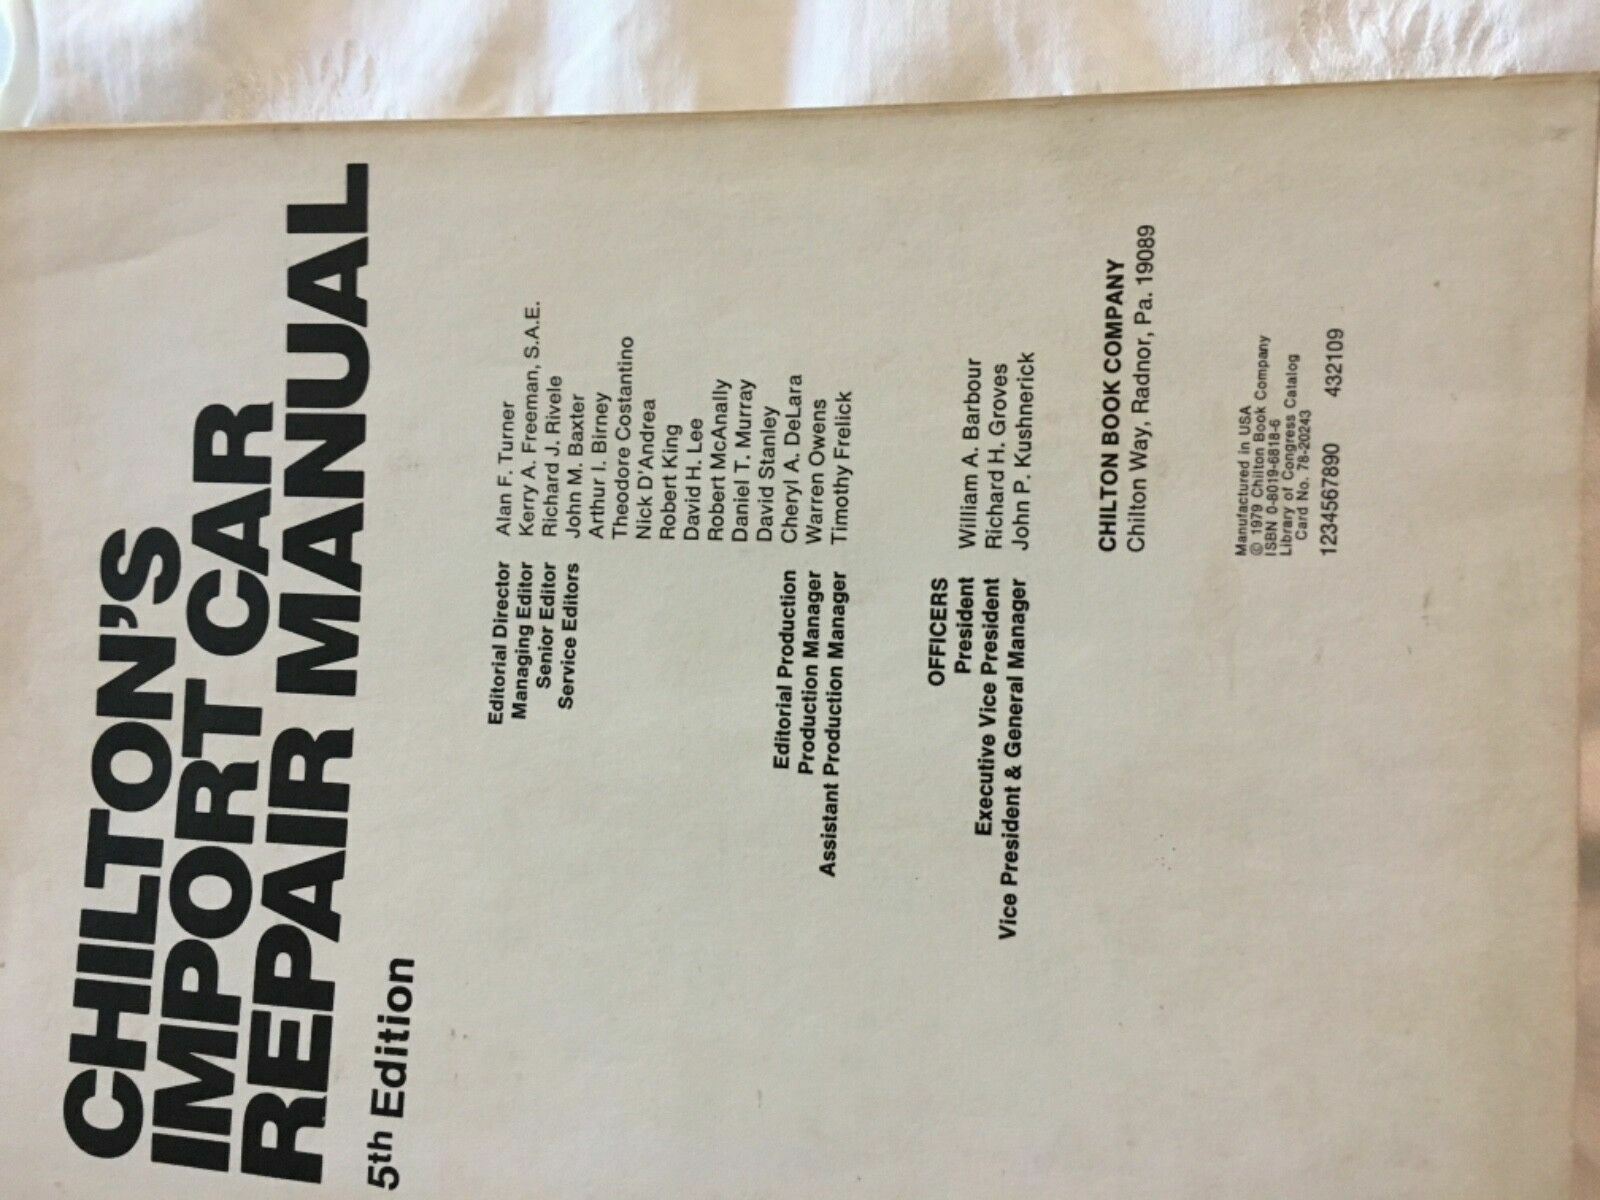 CHILTON'S
IMPORT CAR
REPAIR MANUAL
5th Edition
Editorial Director Alan F. Turner
Managing Editor Kerry A. Freeman, S.A.E.
Senior Editor Richard J. Rivele
Service Editors John M. Baxter
Arthur I. Birney
Theodore Costantino
Nick D'Andrea
Robert King
David H. Lee
Robert McAnally
Daniel T. Murray
David Stanley
Editorial Production Cheryl A. DeLara
Production Manager Warren Owens
Assistant Production Manager Timothy Frelick
OFFICERS
President William A. Barbour
Executive Vice President Richard H. Groves
Vice President & General Manager John P. Kushnerick
CHILTON BOOK COMPANY
Chilton Way, Radnor, Pa. 19089
Manufactured in USA
© 1979 Chilton Book Company
ISBN 0-8019-6818-6
Library of Congress Catalog
Card No. 78-20243
1234567890 432109